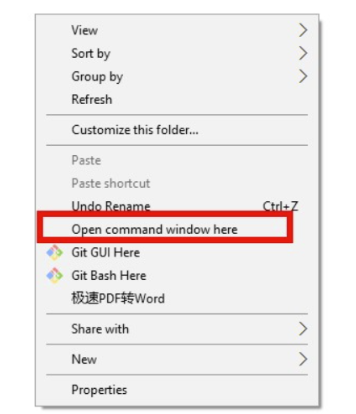 View
Sort by
Group by
Refresh
Customize this folder...
Paste
Paste shortcut
Undo Rename Ctrl+Z
Open command window here
Git GUI Here
Git Bash Here
极速PDF转Word
Share with
New
Properties